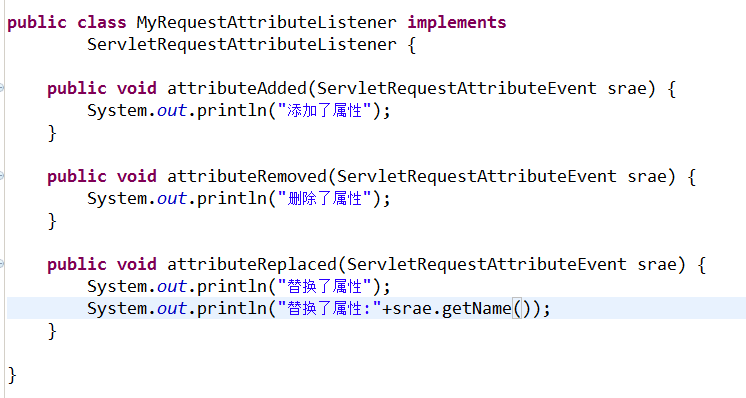 public class MyRequestAttributeListener implements
        ServletRequestAttributeListener {
    public void attributeAdded(ServletRequestAttributeEvent srae) {
        System.out.println("添加了属性");
    }
    public void attributeRemoved(ServletRequestAttributeEvent srae) {
        System.out.println("删除了属性");
    }
    public void attributeReplaced(ServletRequestAttributeEvent srae) {
        System.out.println("替换了属性");
        System.out.println("替换了属性:"+srae.getName());
    }
}